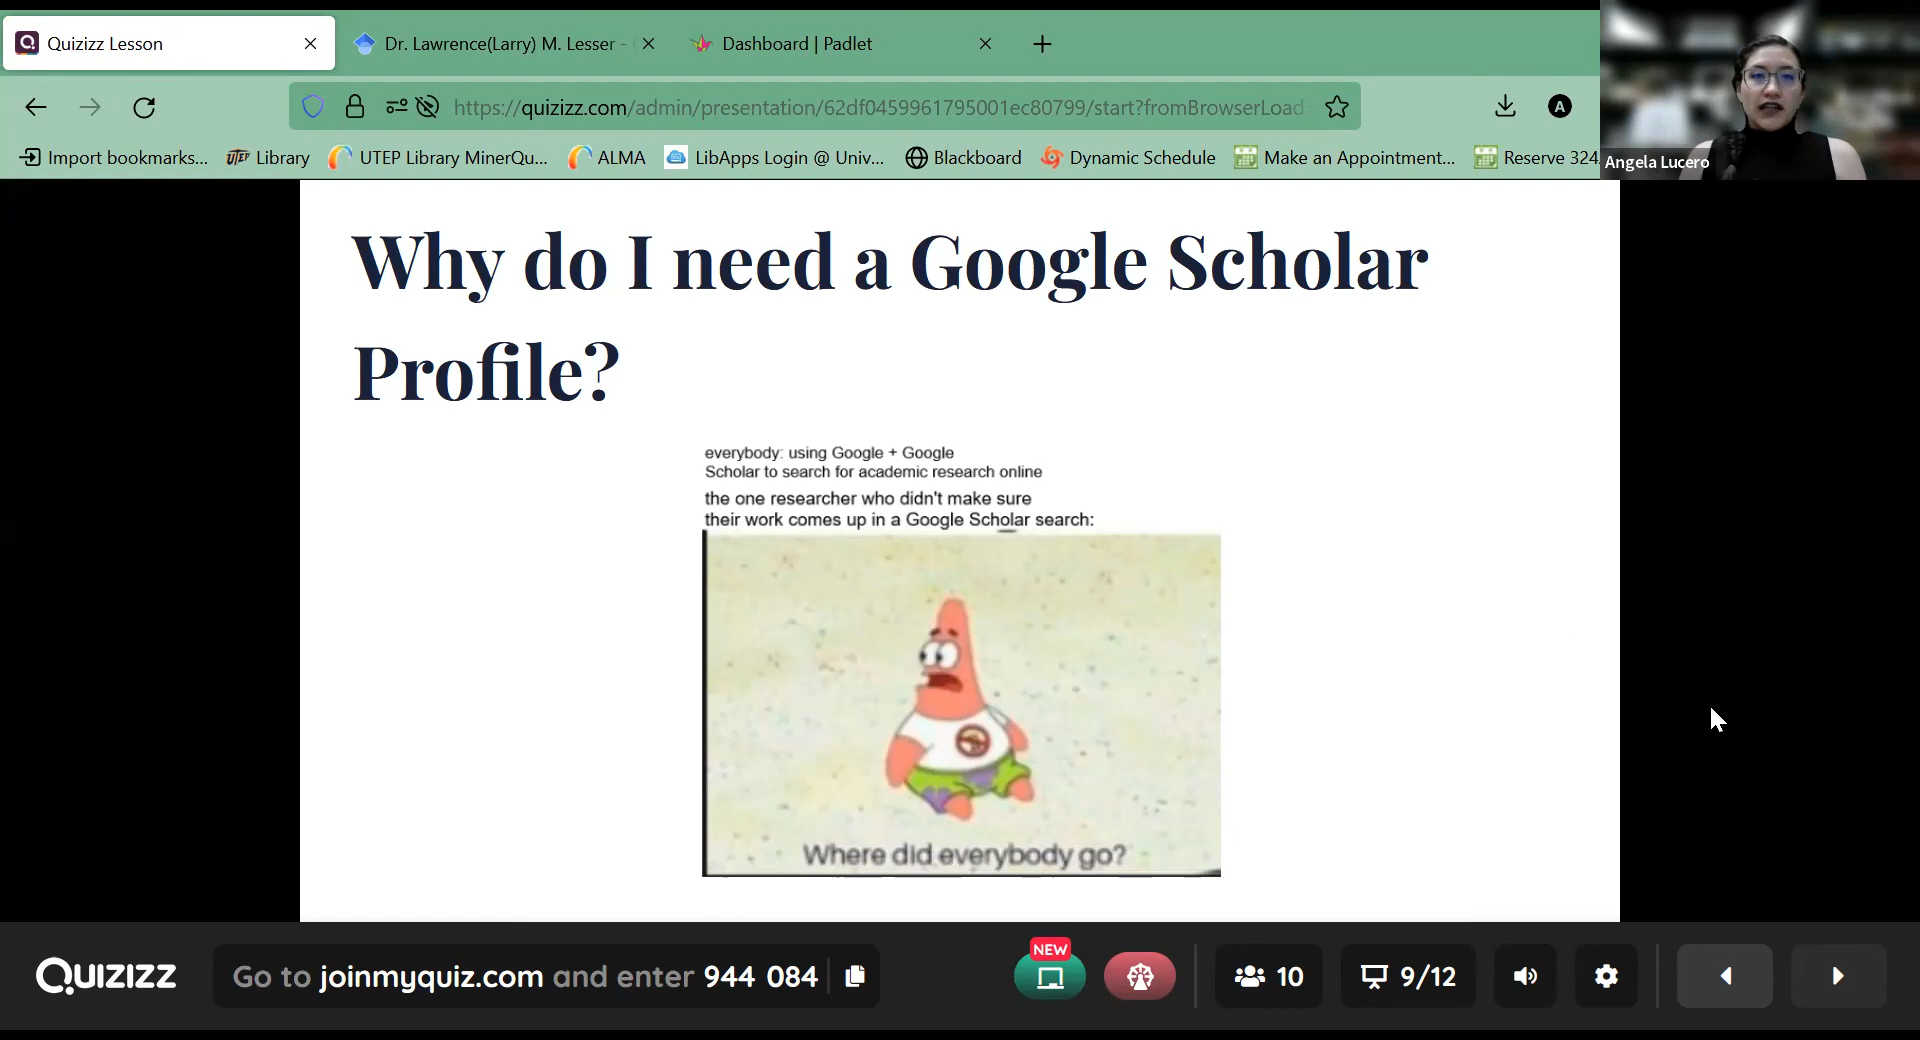 Quizizz Lesson
Dr. Lawrence(Larry) M. Lesser -
Dashboard | Padlet
https://quizizz.com/admin/presentation/62df0459961795001ec80799/start?fromBrowserLoad
A
Import bookmarks...
UTEP Library
UTEP Library MinerQu...
ALMA
LibApps Login @ Univ...
Blackboard
Dynamic Schedule
Make an Appointment...
Reserve 324
Angela Lucero
Why do I need a Google Scholar
Profile?
everybody: using Google + Google
Scholar to search for academic research online
the one researcher who didn't make sure
their work comes up in a Google Scholar search:
Where did everybody go?
QUIZIZZ
Go to joinmyquiz.com and enter 944 084
NEW
10
9/12